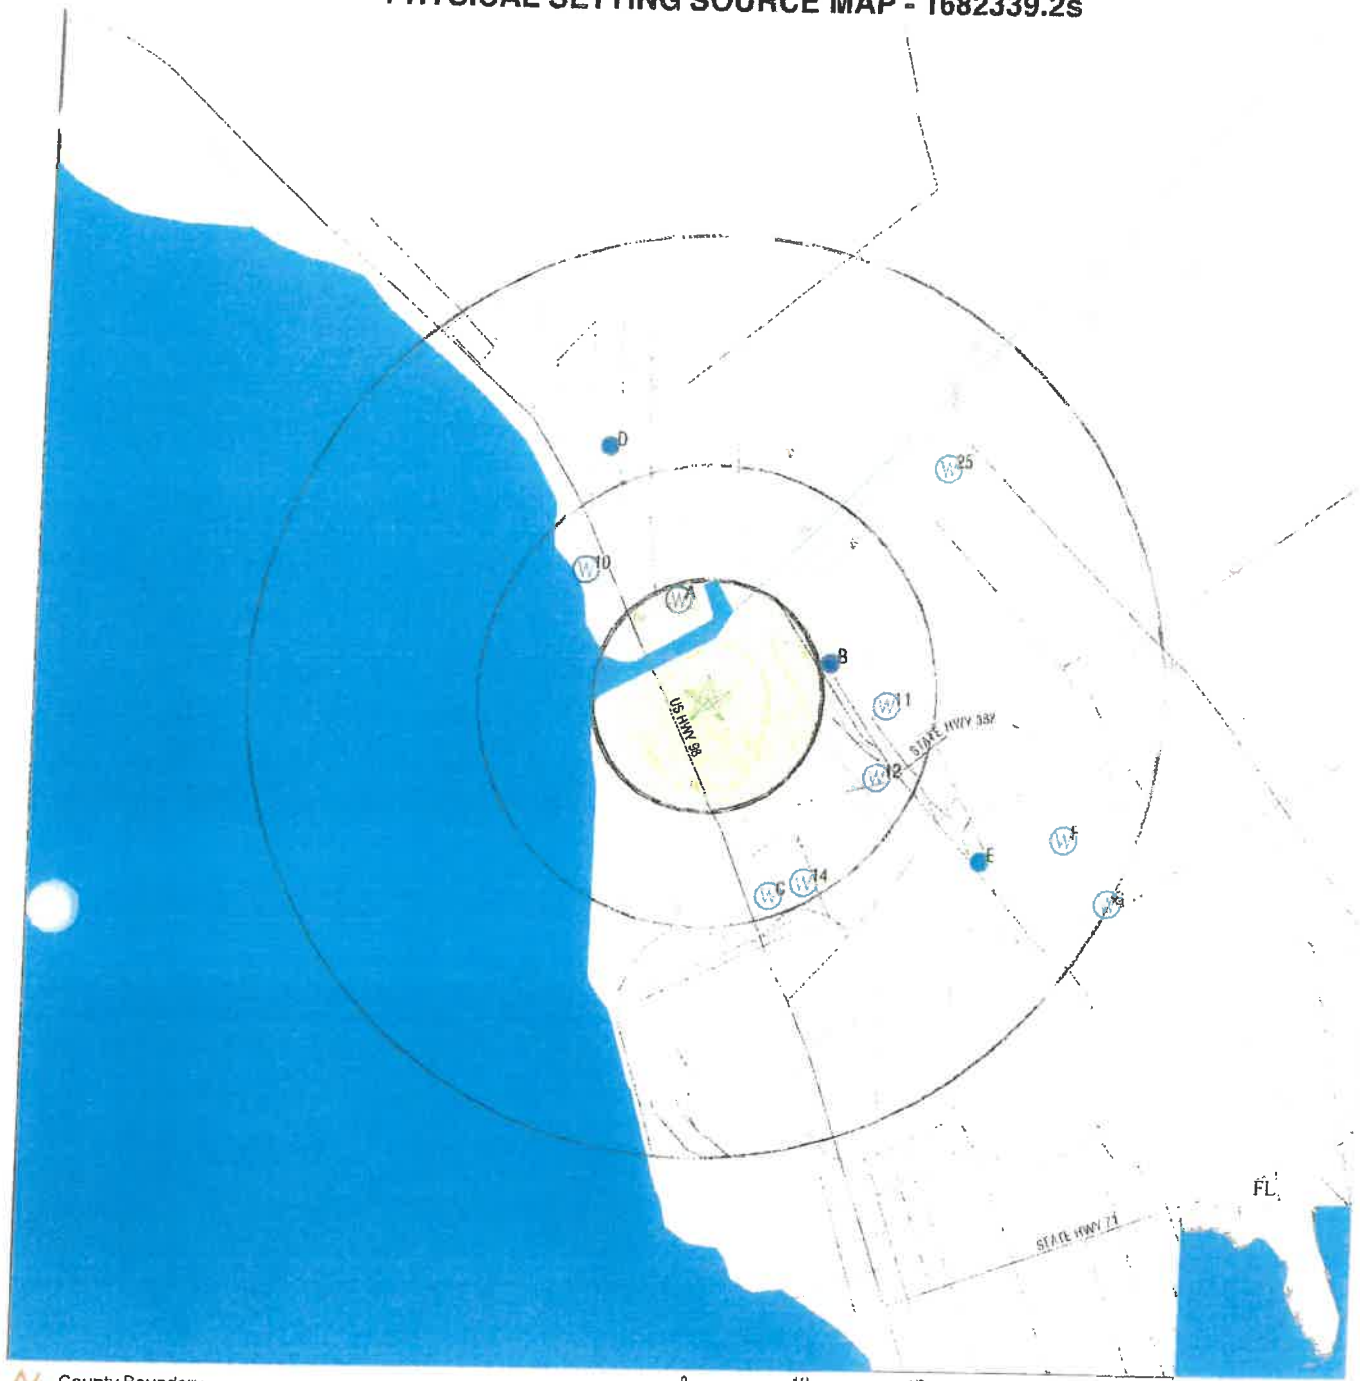 PHYSICAL SETTING SOURCE MAP - 1682339.2s
D
W 25
W 10
W A
B
W 11
US HWY 98
STATE HWY 382
W 12
W F
E
W C
W 14
W
FL
STATE HWY 71
County Boundary